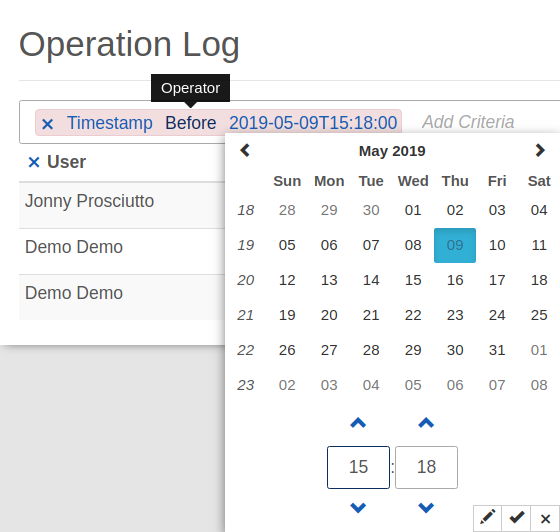 Operation Log
Operator
× Timestamp Before 2019-05-09T15:18:00 Add Criteria
× User
Jonny Prosciutto
Demo Demo
Demo Demo
May 2019
Sun Mon Tue Wed Thu Fri Sat
18 28 29 30 01 02 03 04
19 05 06 07 08 09 10 11
20 12 13 14 15 16 17 18
21 19 20 21 22 23 24 25
22 26 27 28 29 30 31 01
23 02 03 04 05 06 07 08
15 : 18